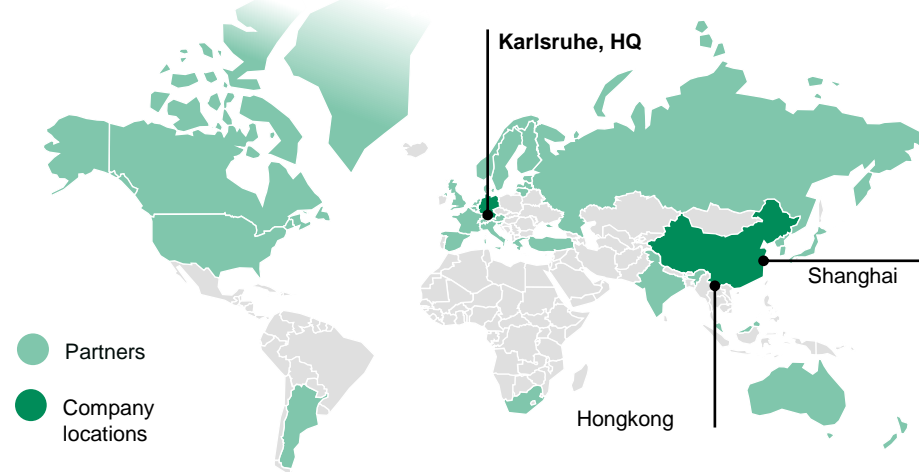 Karlsruhe, HQ
Shanghai
Partners
Company
locations
Hongkong